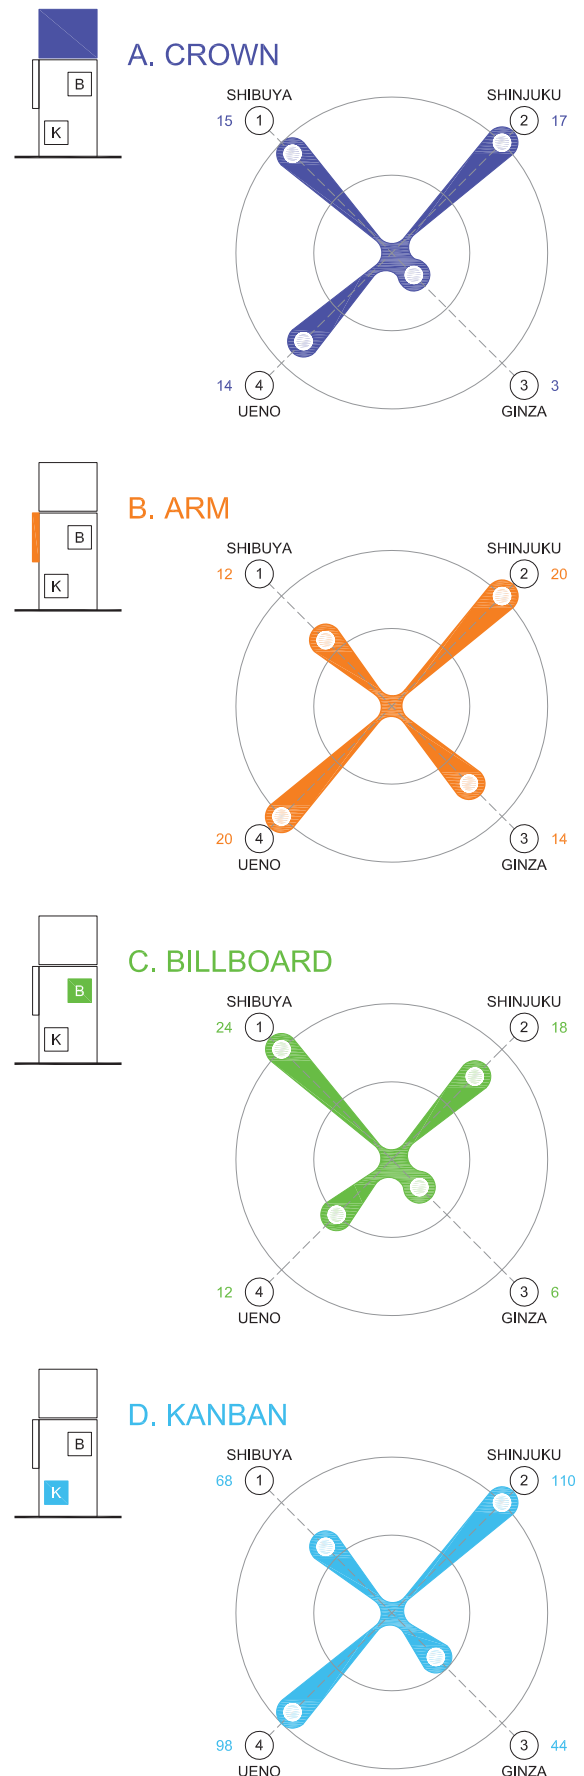 A. CROWN
B
K
SHIBUYA
SHINJUKU
15 1
2 17
14 4
3 3
UENO
GINZA
B. ARM
B
K
SHIBUYA
SHINJUKU
12 1
2 20
20 4
3 14
UENO
GINZA
C. BILLBOARD
B
K
SHIBUYA
SHINJUKU
24 1
2 18
12 4
3 6
UENO
GINZA
D. KANBAN
B
K
SHIBUYA
SHINJUKU
68 1
2 110
98 4
3 44
UENO
GINZA